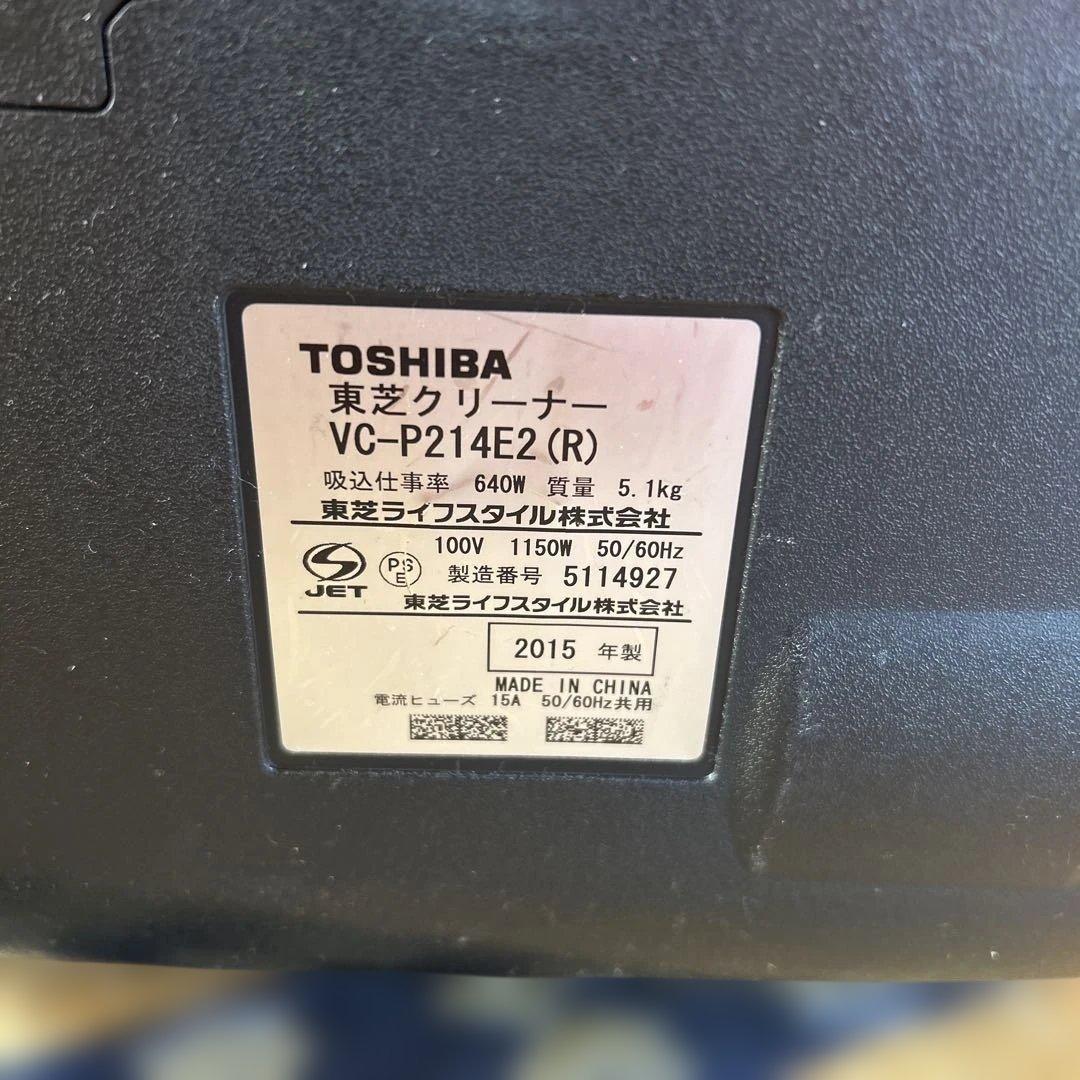 TOSHIBA
東芝クリーナー
VC-P214E2(R)
吸込仕事率 640W 質量 5.1kg
東芝ライフスタイル株式会社
100V 1150W 50/60Hz
JET PSE 製造番号 5114927
東芝ライフスタイル株式会社
2015 年製
MADE IN CHINA
電流ヒューズ 15A 50/60Hz共用